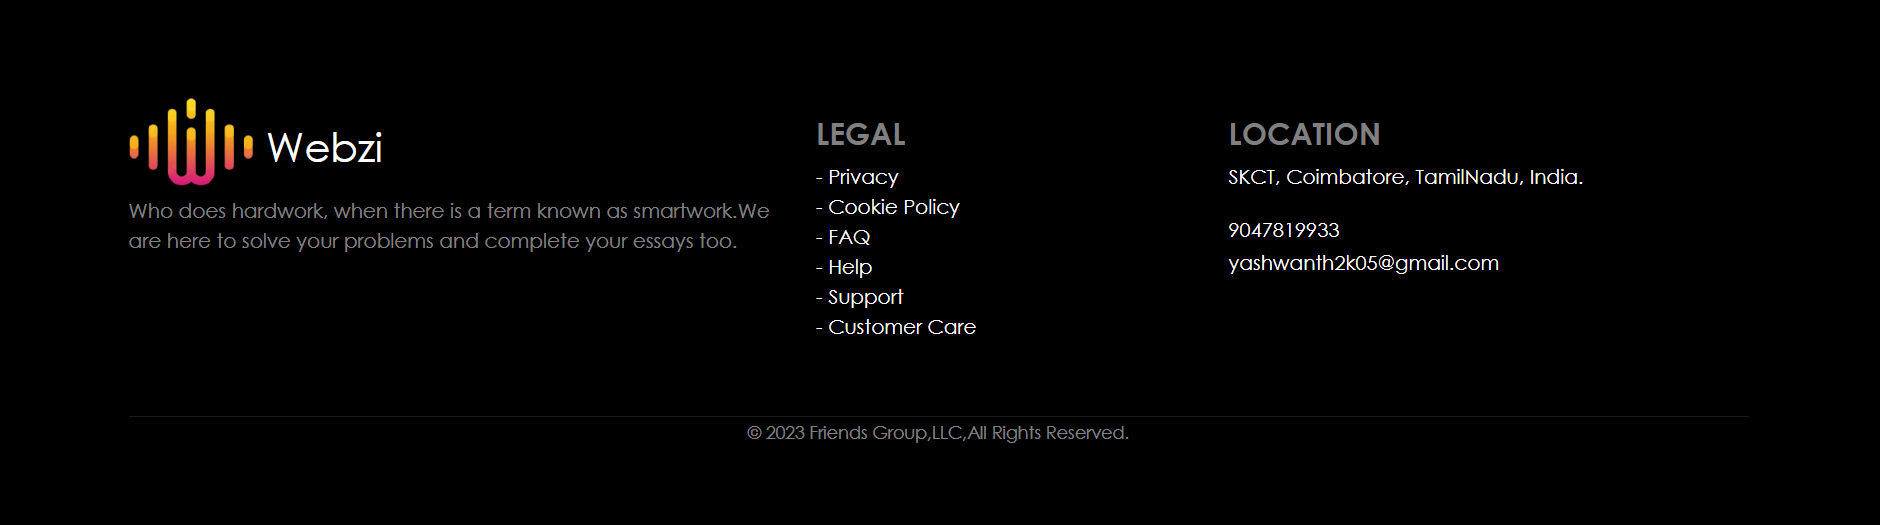 Webzi
Who does hardwork, when there is a term known as smartwork.We
are here to solve your problems and complete your essays too.
LEGAL
- Privacy
- Cookie Policy
- FAQ
- Help
- Support
- Customer Care
LOCATION
SKCT, Coimbatore, TamilNadu, India.
9047819933
yashwanth2k05@gmail.com
© 2023 Friends Group,LLC,All Rights Reserved.